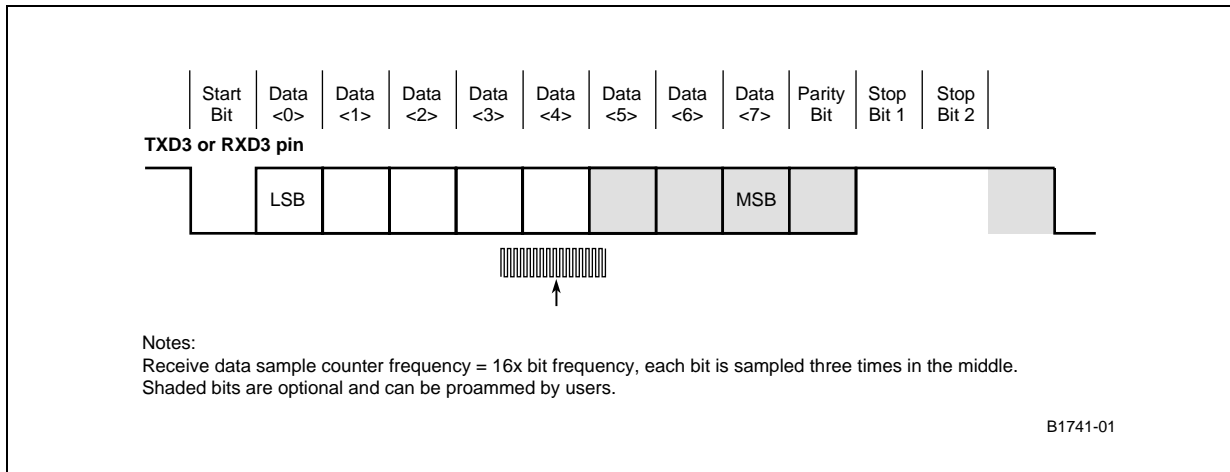 Start Bit
Data <0>
Data <1>
Data <2>
Data <3>
Data <4>
Data <5>
Data <6>
Data <7>
Parity Bit
Stop Bit 1
Stop Bit 2
TXD3 or RXD3 pin
LSB
MSB
Notes:
Receive data sample counter frequency = 16x bit frequency, each bit is sampled three times in the middle.
Shaded bits are optional and can be proammed by users.
B1741-01